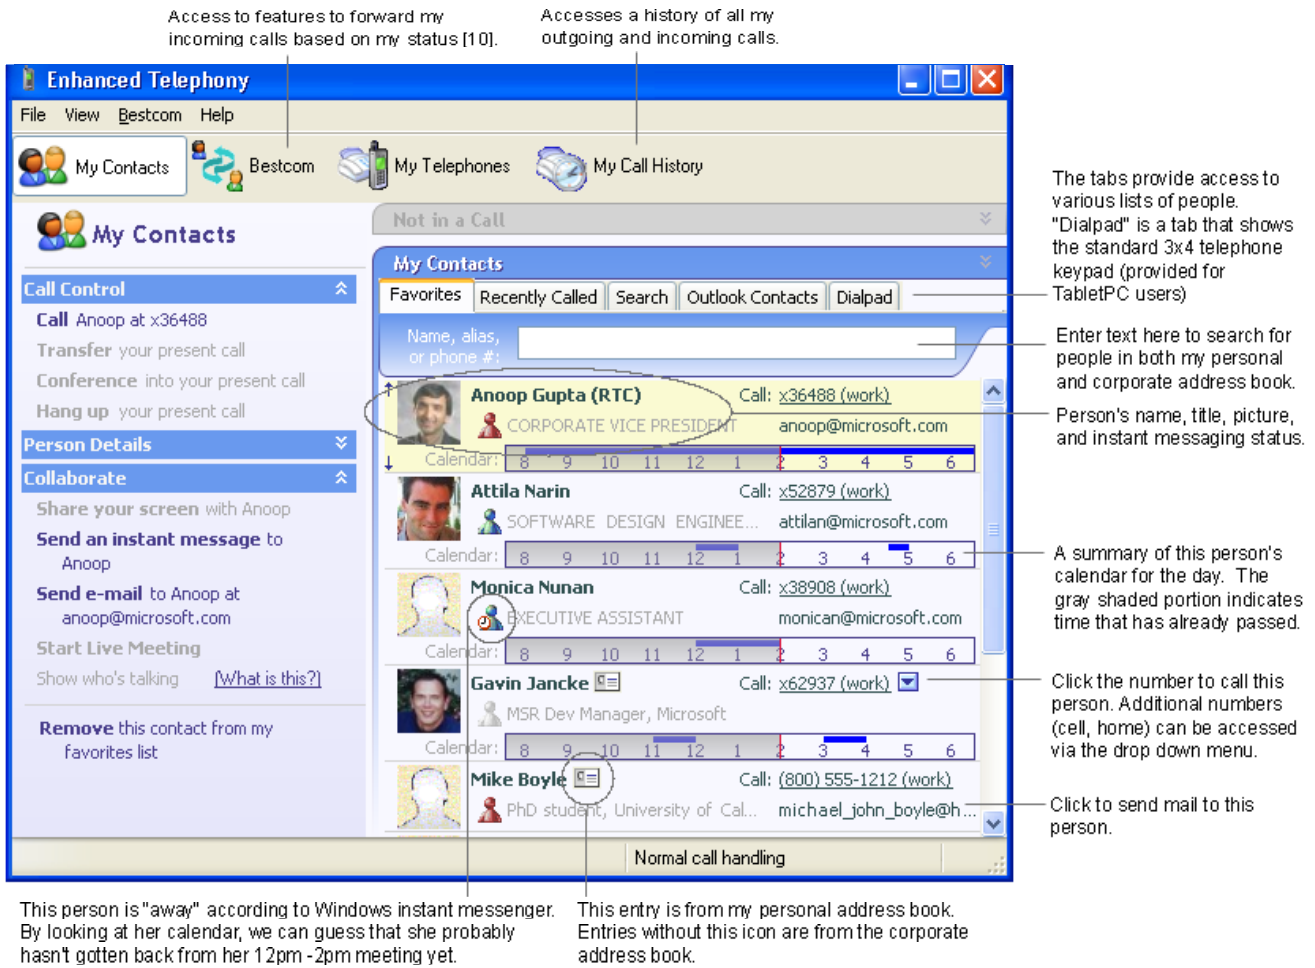 Access to features to forward my
incoming calls based on my status [10].
Accesses a history of all my
outgoing and incoming calls.
Enhanced Telephony
File View Bestcom Help
My Contacts Bestcom My Telephones My Call History
My Contacts
Call Control
Call Anoop at x36488
Transfer your present call
Conference into your present call
Hang up your present call
Person Details
Collaborate
Share your screen with Anoop
Send an instant message to
Anoop
Send e-mail to Anoop at
anoop@microsoft.com
Start Live Meeting
Show who's talking [What is this?]
Remove this contact from my
favorites list
Not in a Call
My Contacts
Favorites Recently Called Search Outlook Contacts Dialpad
Name, alias,
or phone #:
Anoop Gupta (RTC) Call: x36488 (work)
CORPORATE VICE PRESIDENT anoop@microsoft.com
Calendar: 8 9 10 11 12 1 2 3 4 5 6
Attila Narin Call: x52879 (work)
SOFTWARE DESIGN ENGINEE... attilan@microsoft.com
Calendar: 8 9 10 11 12 1 2 3 4 5 6
Monica Nunan Call: x38908 (work)
EXECUTIVE ASSISTANT monican@microsoft.com
Calendar: 8 9 10 11 12 1 2 3 4 5 6
Gavin Jancke Call: x62937 (work)
MSR Dev Manager, Microsoft
Calendar: 8 9 10 11 12 1 2 3 4 5 6
Mike Boyle Call: (800) 555-1212 (work)
PhD student, University of Cal... michael_john_boyle@h...
Normal call handling
The tabs provide access to
various lists of people.
"Dialpad" is a tab that shows
the standard 3x4 telephone
keypad (provided for
TabletPC users)
Enter text here to search for
people in both my personal
and corporate address book.
Person's name, title, picture,
and instant messaging status.
A summary of this person's
calendar for the day. The
gray shaded portion indicates
time that has already passed.
Click the number to call this
person. Additional numbers
(cell, home) can be accessed
via the drop down menu.
Click to send mail to this
person.
This person is "away" according to Windows instant messenger.
By looking at her calendar, we can guess that she probably
hasn't gotten back from her 12pm -2pm meeting yet.
This entry is from my personal address book.
Entries without this icon are from the corporate
address book.